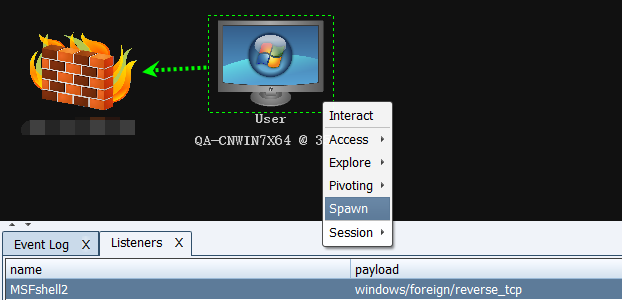 User
QA-CNWIN7X64 @ 3
Interact
Access
Explore
Pivoting
Spawn
Session
Event Log X
Listeners X
name payload
MSFshell2 windows/foreign/reverse_tcp